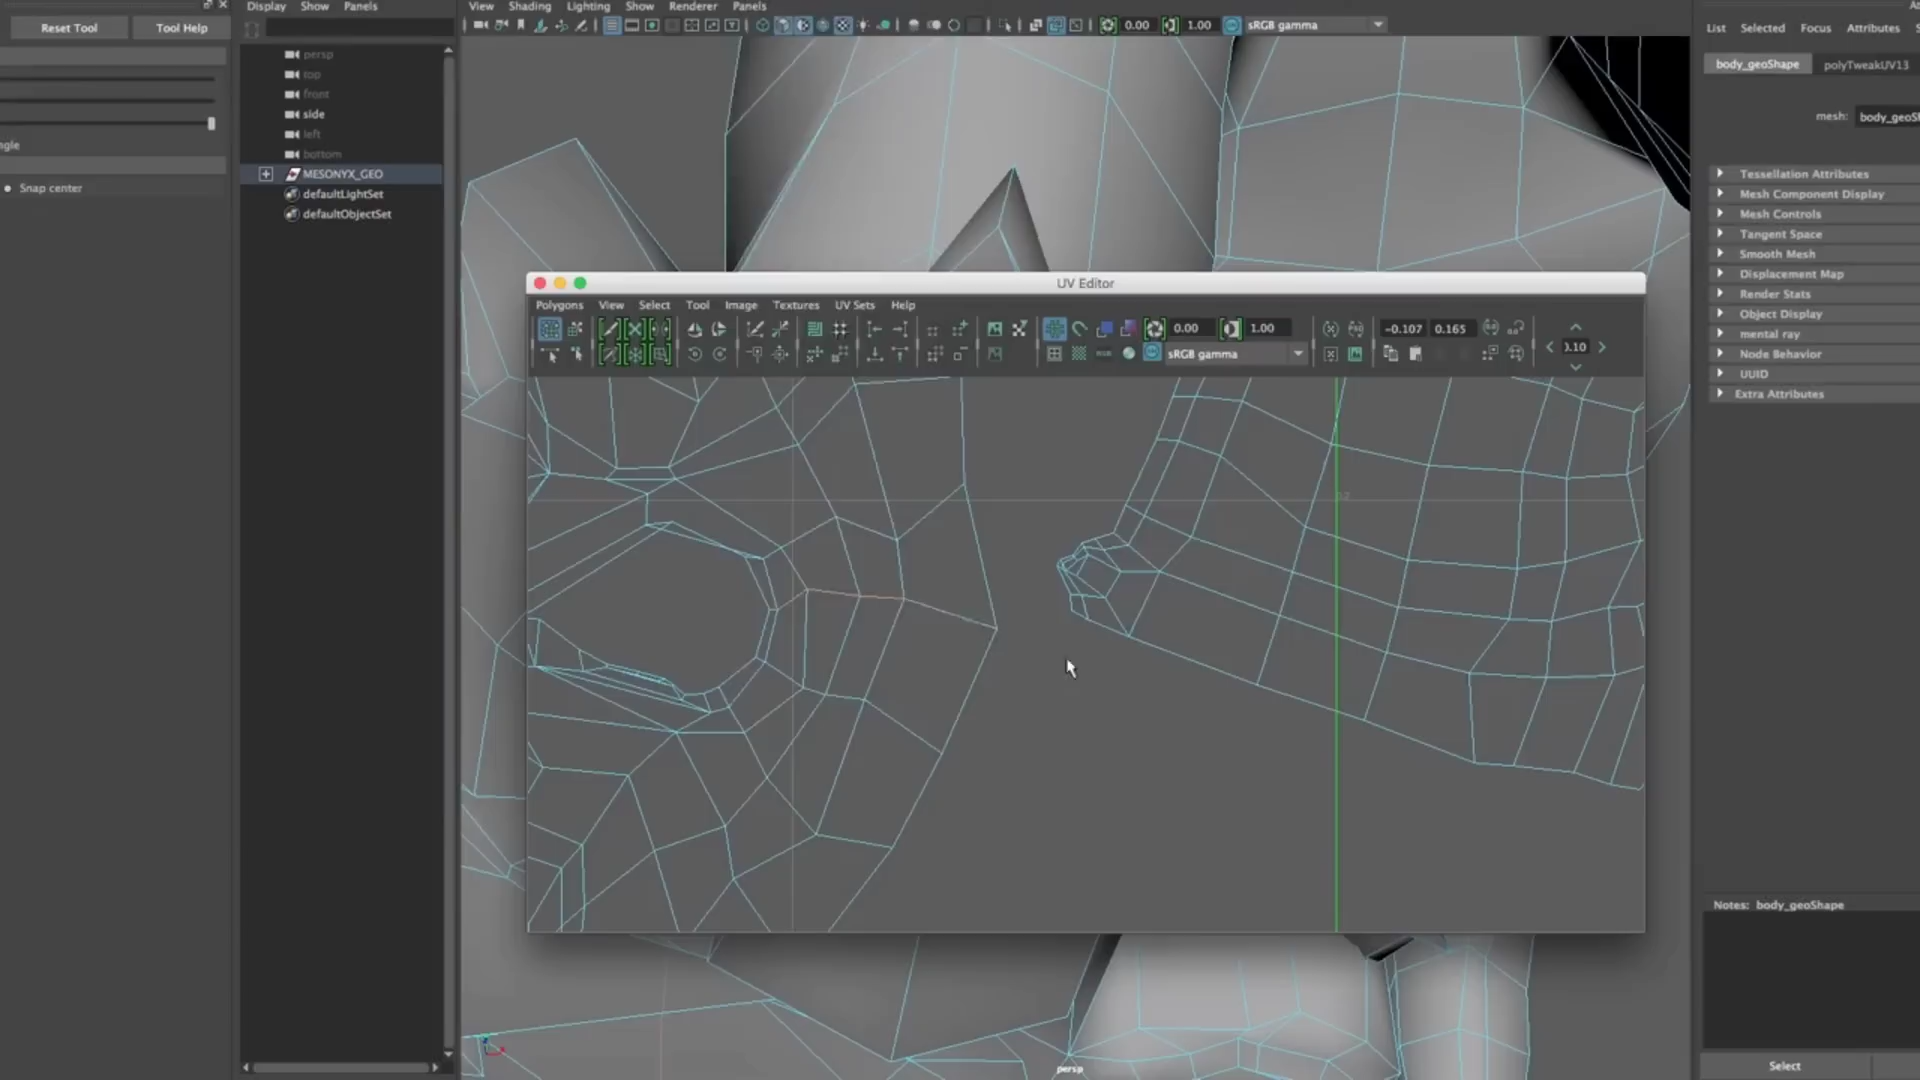 Display Show Panels
View Shading Lighting Show Renderer Panels
0.00 1.00 sRGB gamma
Reset Tool Tool Help
ngle
Snap center
persp
top
front
side
left
bottom
MESONYX_GEO
defaultLightSet
defaultObjectSet
UV Editor
Polygons View Select Tool Image Textures UV Sets Help
0.00 1.00
sRGB gamma
-0.107 0.165
0.10
persp
List Selected Focus Attributes
body_geoShape polyTweakUV13
mesh: body_geoSh
Tessellation Attributes
Mesh Component Display
Mesh Controls
Tangent Space
Smooth Mesh
Displacement Map
Render Stats
Object Display
mental ray
Node Behavior
UUID
Extra Attributes
Notes: body_geoShape
Select